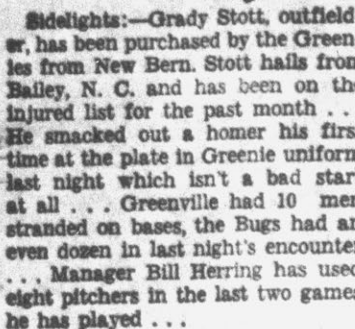 Sidelights:—Grady Stott, outfield-
er, has been purchased by the Green-
ies from New Bern. Stott hails from
Bailey, N. C. and has been on the
injured list for the past month . .
He smacked out a homer his first
time at the plate in Greenie uniform
last night which isn't a bad start
at all . . . Greenville had 10 men
stranded on bases, the Bugs had an
even dozen in last night's encounter
. . . Manager Bill Herring has used
eight pitchers in the last two games
he has played . . .